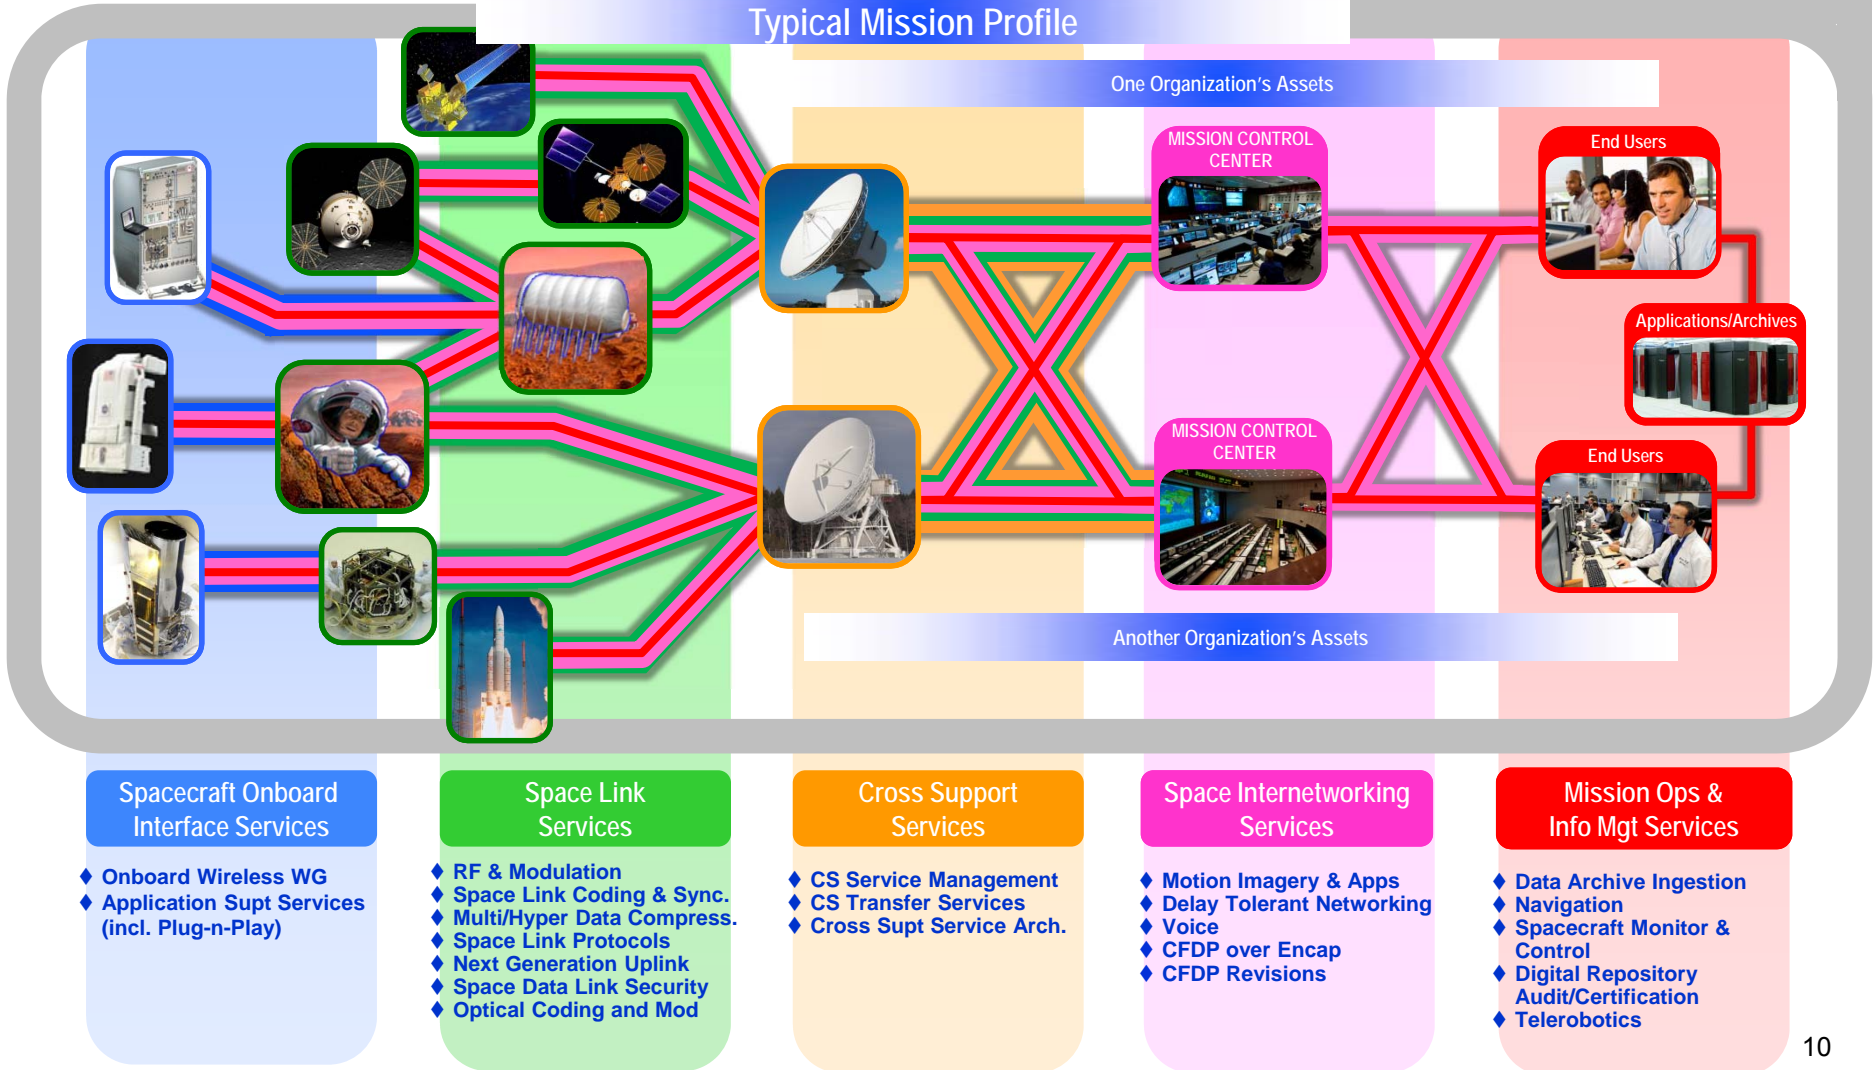 Typical Mission Profile
One Organization's Assets
MISSION CONTROL
CENTER
End Users
Applications/Archives
MISSION CONTROL
CENTER
End Users
Another Organization's Assets
Spacecraft Onboard
Interface Services
♦ Onboard Wireless WG
♦ Application Supt Services
(incl. Plug-n-Play)
Space Link
Services
♦ RF & Modulation
♦ Space Link Coding & Sync.
♦ Multi/Hyper Data Compress.
♦ Space Link Protocols
♦ Next Generation Uplink
♦ Space Data Link Security
♦ Optical Coding and Mod
Cross Support
Services
♦ CS Service Management
♦ CS Transfer Services
♦ Cross Supt Service Arch.
Space Internetworking
Services
♦ Motion Imagery & Apps
♦ Delay Tolerant Networking
♦ Voice
♦ CFDP over Encap
♦ CFDP Revisions
Mission Ops &
Info Mgt Services
♦ Data Archive Ingestion
♦ Navigation
♦ Spacecraft Monitor &
Control
♦ Digital Repository
Audit/Certification
♦ Telerobotics
10